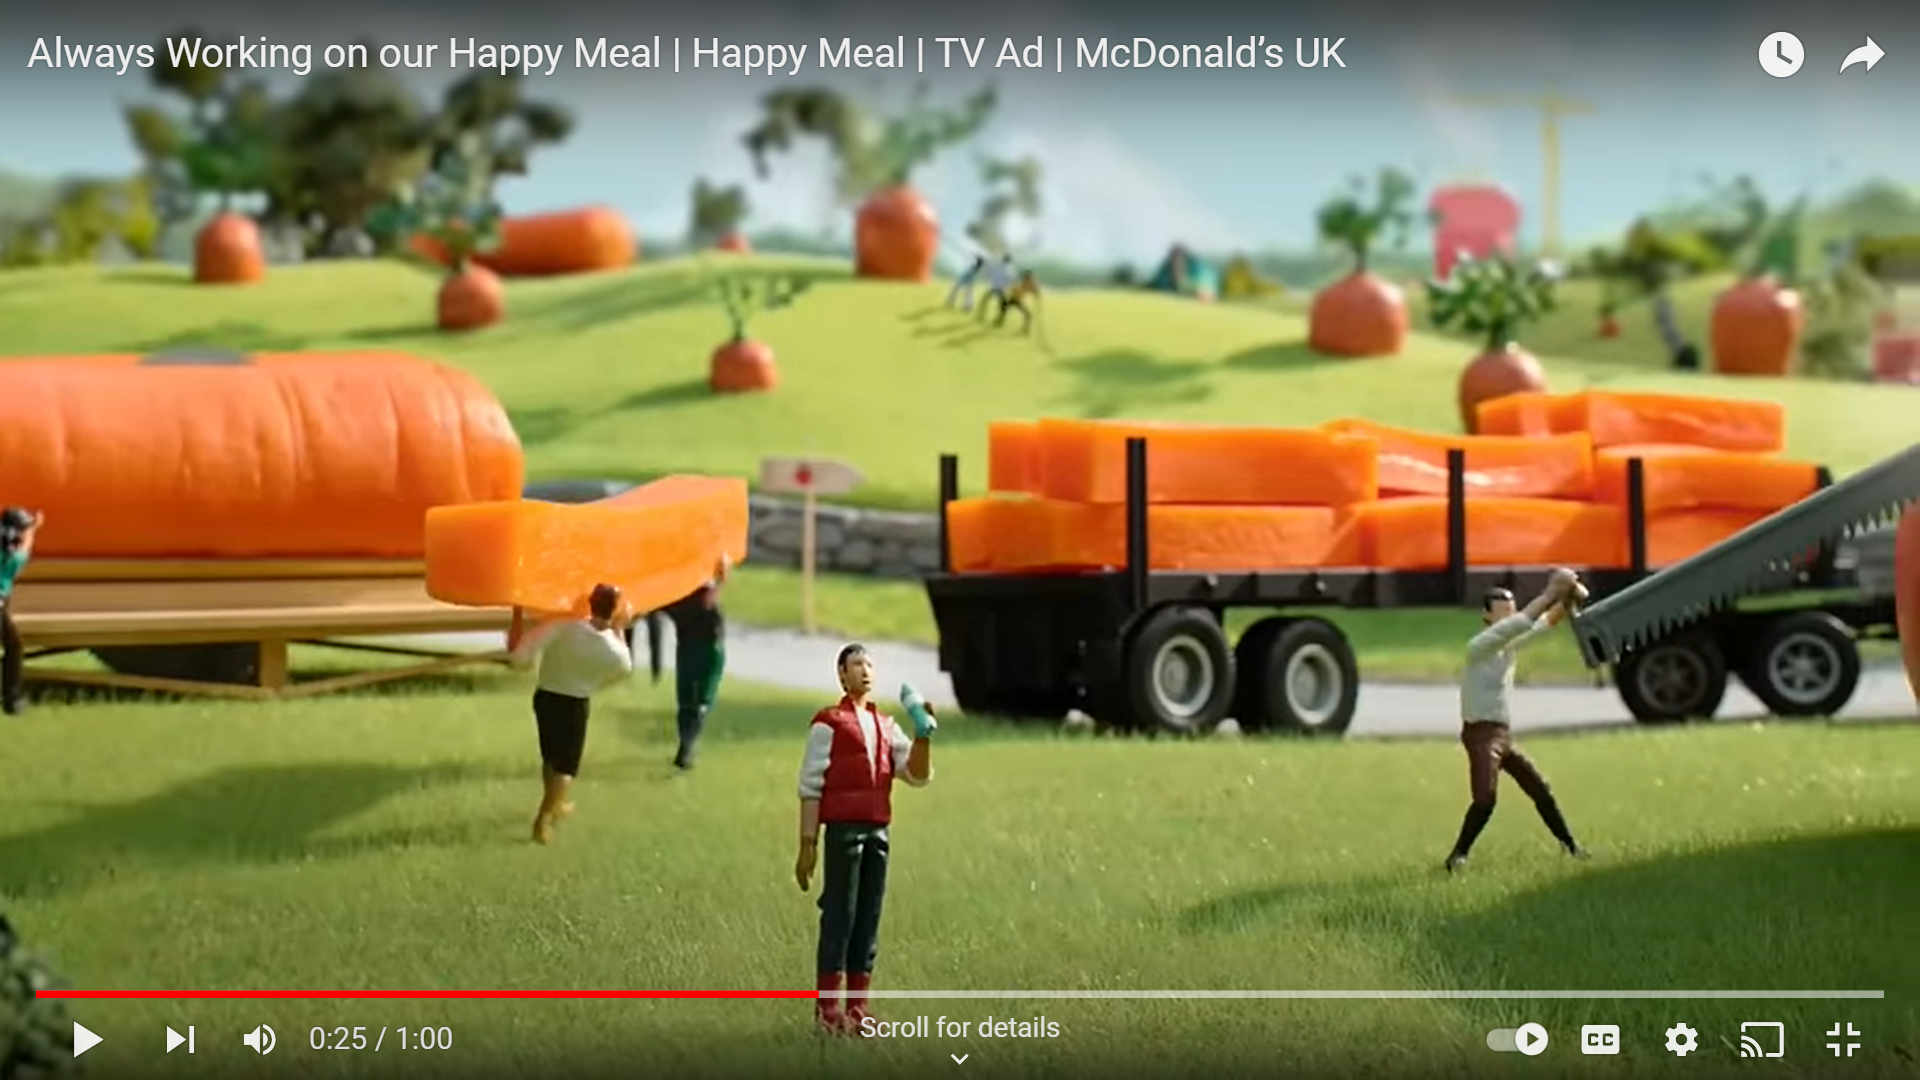 Always Working on our Happy Meal | Happy Meal | TV Ad | McDonald’s UK
0:25 / 1:00
Scroll for details
CC